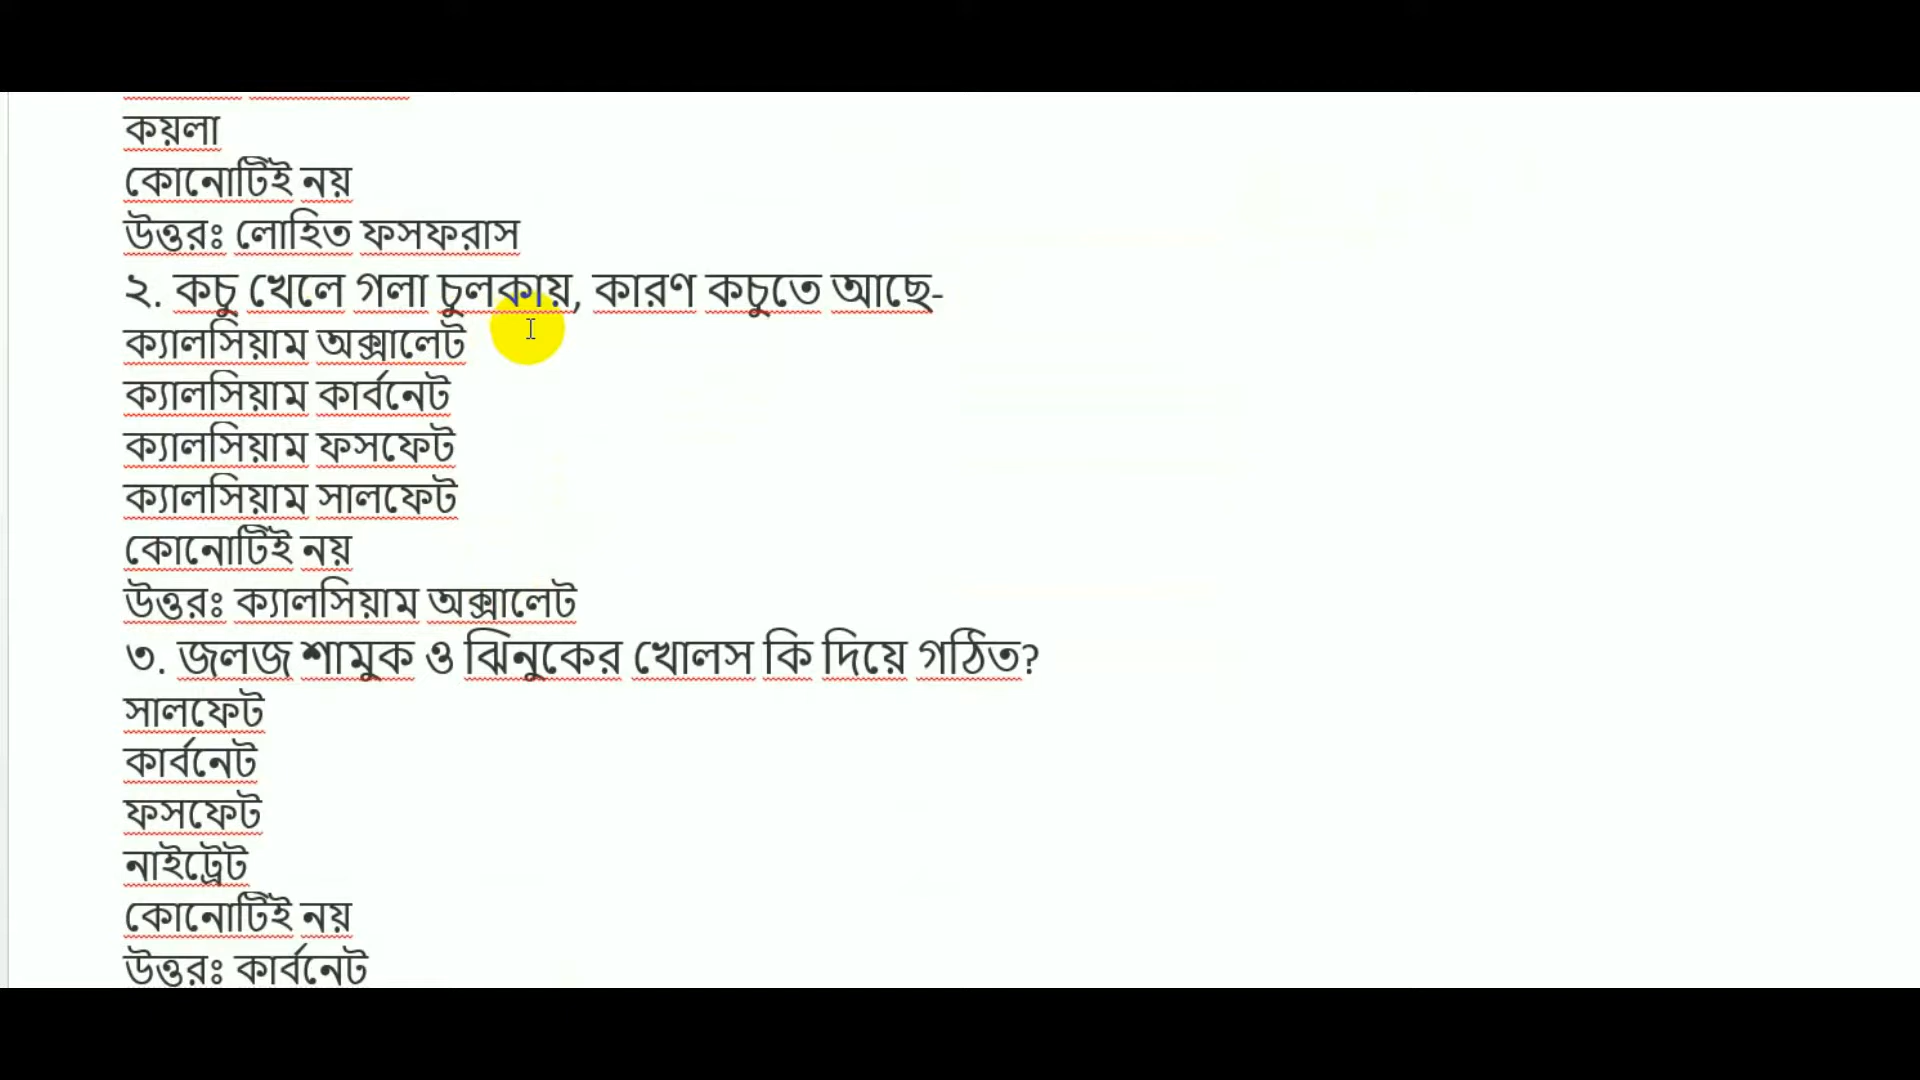 কয়লা
কোনোটিই নয়
উত্তরঃ লোহিত ফসফরাস
২. কচু খেলে গলা চুলকায়, কারণ কচুতে আছে-
ক্যালসিয়াম অক্সালেট
ক্যালসিয়াম কার্বনেট
ক্যালসিয়াম ফসফেট
ক্যালসিয়াম সালফেট
কোনোটিই নয়
উত্তরঃ ক্যালসিয়াম অক্সালেট
৩. জলজ শামুক ও ঝিনুকের খোলস কি দিয়ে গঠিত?
সালফেট
কার্বনেট
ফসফেট
নাইট্রেট
কোনোটিই নয়
উত্তরঃ কার্বনেট